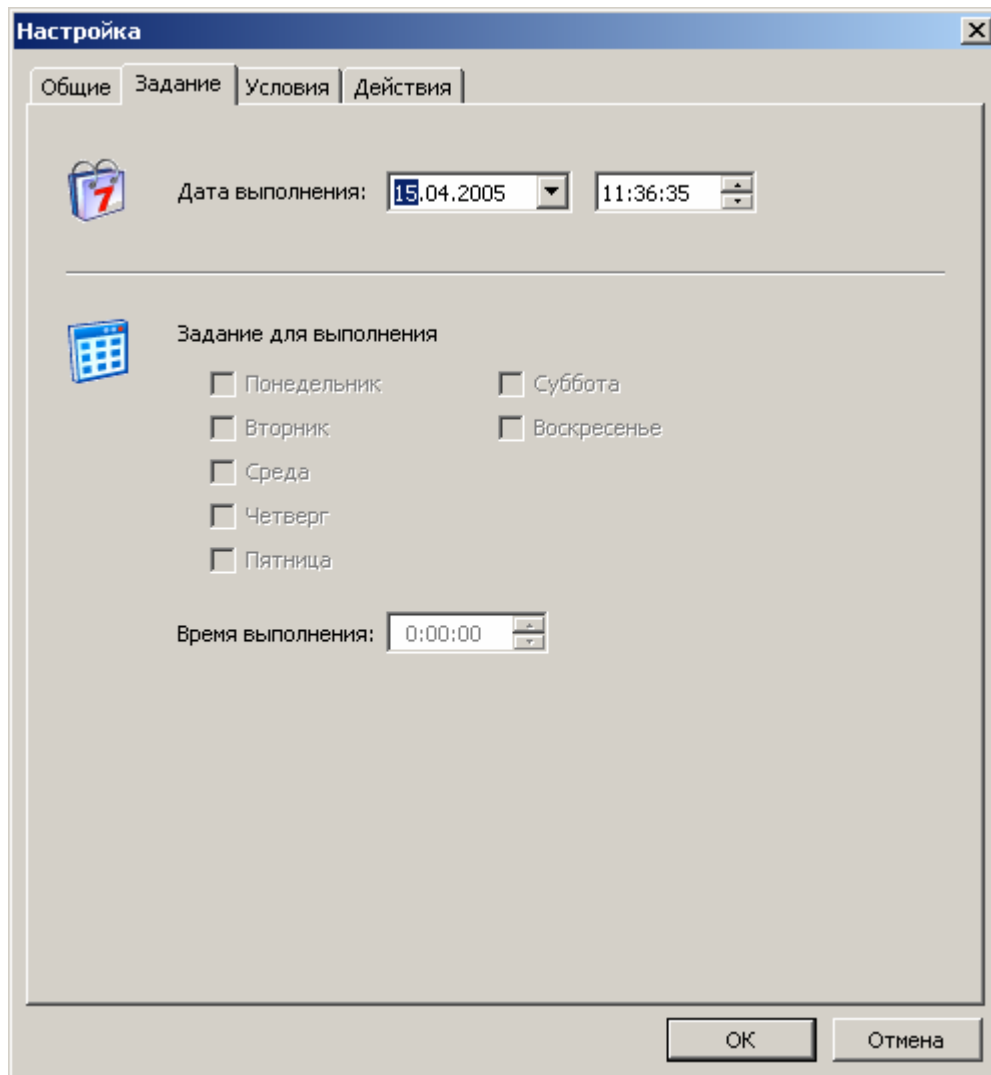 Настройка
Общие Задание Условия Действия
7
Дата выполнения: 15.04.2005 11:36:35
Задание для выполнения
Понедельник Суббота
Вторник Воскресенье
Среда
Четверг
Пятница
Время выполнения: 0:00:00
OK Отмена